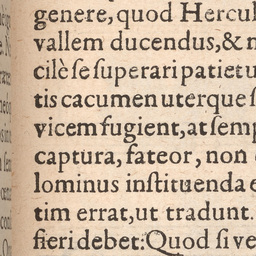 genere, quod Hercul
vallem ducendus, & n
cilè se superari patietu
tis cacumen uterque s
vicem fugient, at semp
captura, fateor, non
lominus instituenda e
tim errat, ut tradunt.
fieri debet: Quod si ve